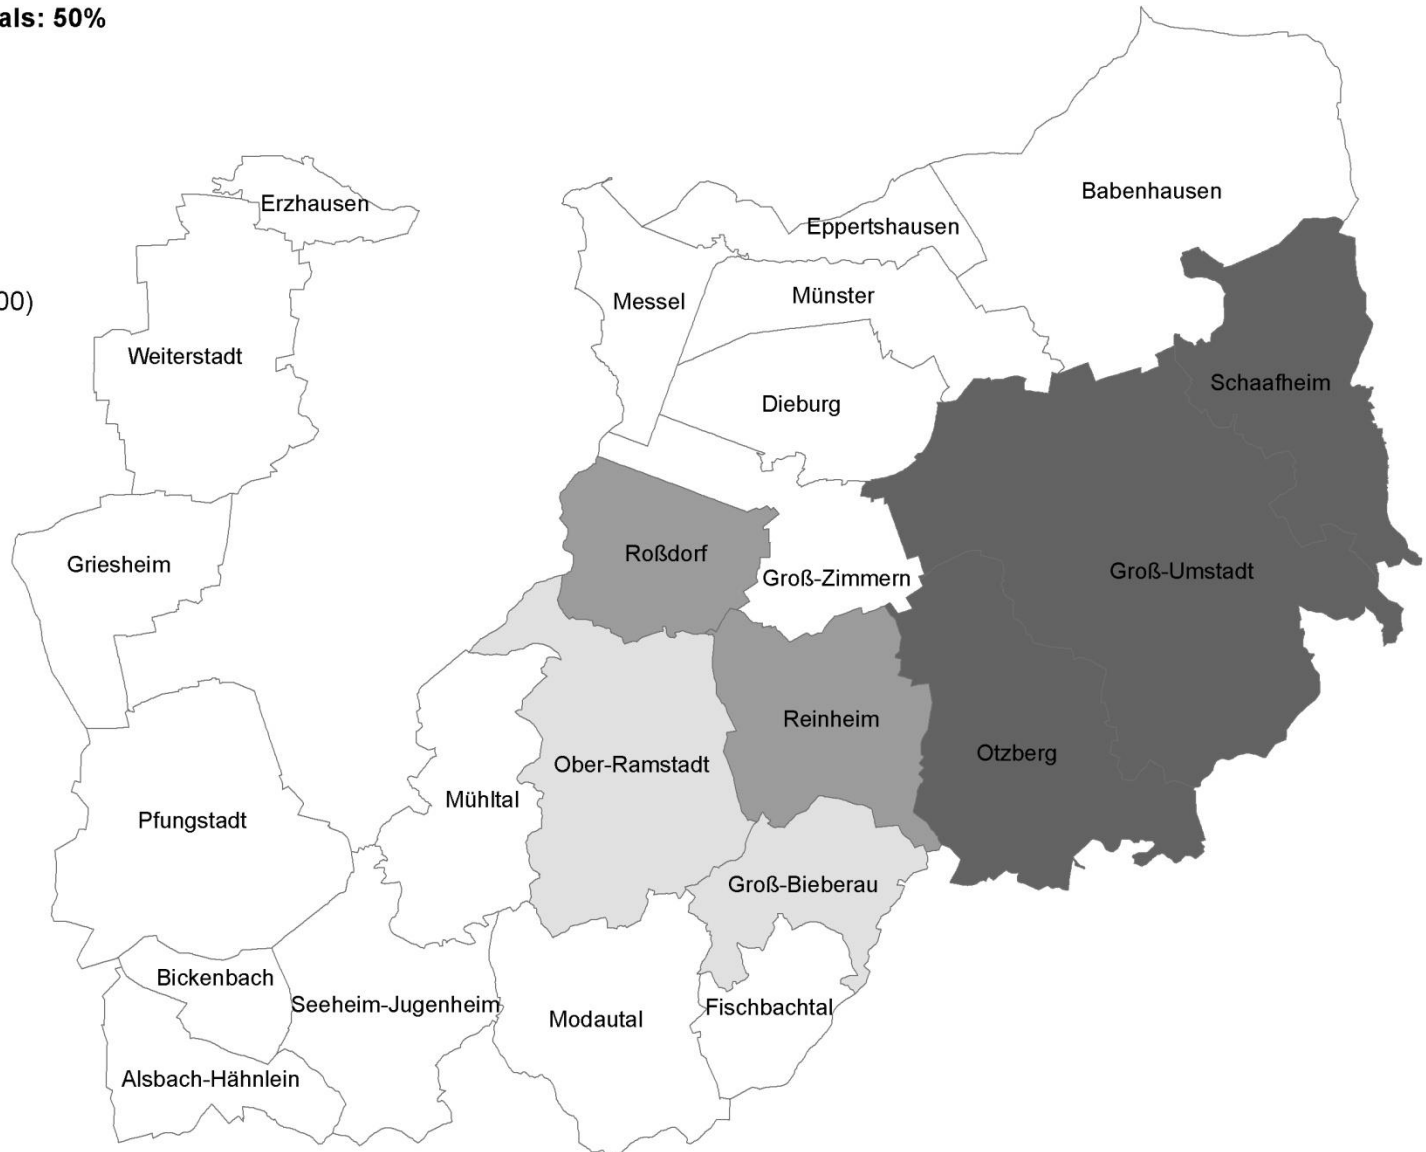 als: 50%
Babenhausen
Erzhausen
Eppertshausen
Messel
Münster
00)
Weiterstadt
Schaafheim
Dieburg
Roßdorf
Griesheim
Groß-Zimmern
Groß-Umstadt
Reinheim
Otzberg
Ober-Ramstadt
Mühltal
Pfungstadt
Groß-Bieberau
Bickenbach
Seeheim-Jugenheim
Fischbachtal
Modautal
Alsbach-Hähnlein